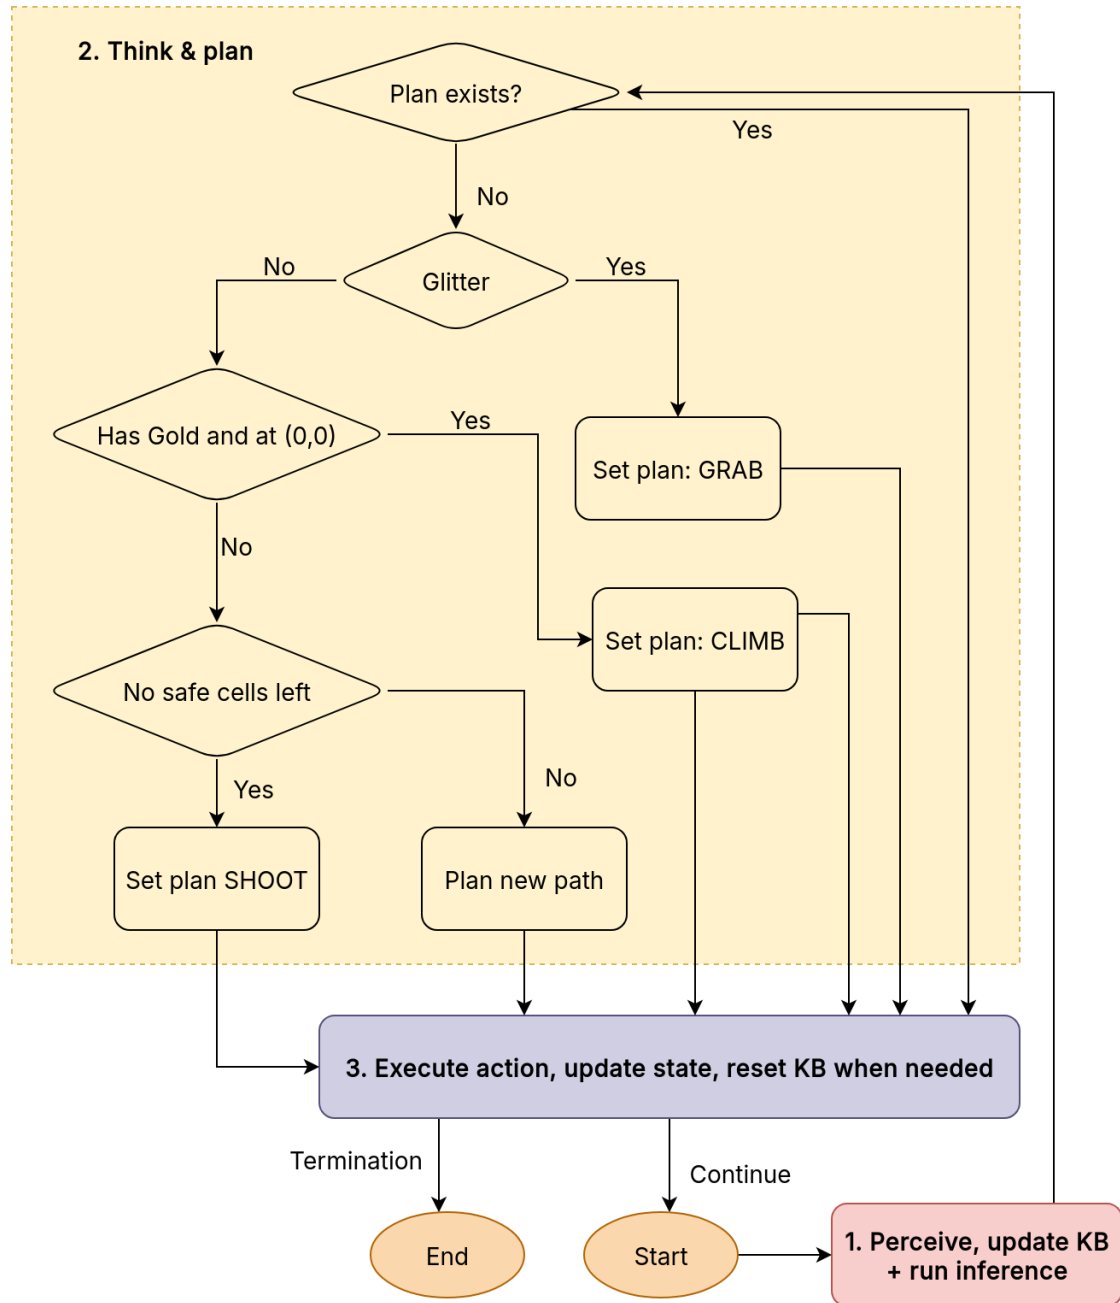 2. Think & plan
Plan exists?
Yes
No
Glitter
No
Yes
Has Gold and at (0,0)
Yes
Set plan: GRAB
No
Set plan: CLIMB
No safe cells left
Yes
No
Set plan SHOOT
Plan new path
3. Execute action, update state, reset KB when needed
Termination
Continue
End
Start
1. Perceive, update KB
+ run inference